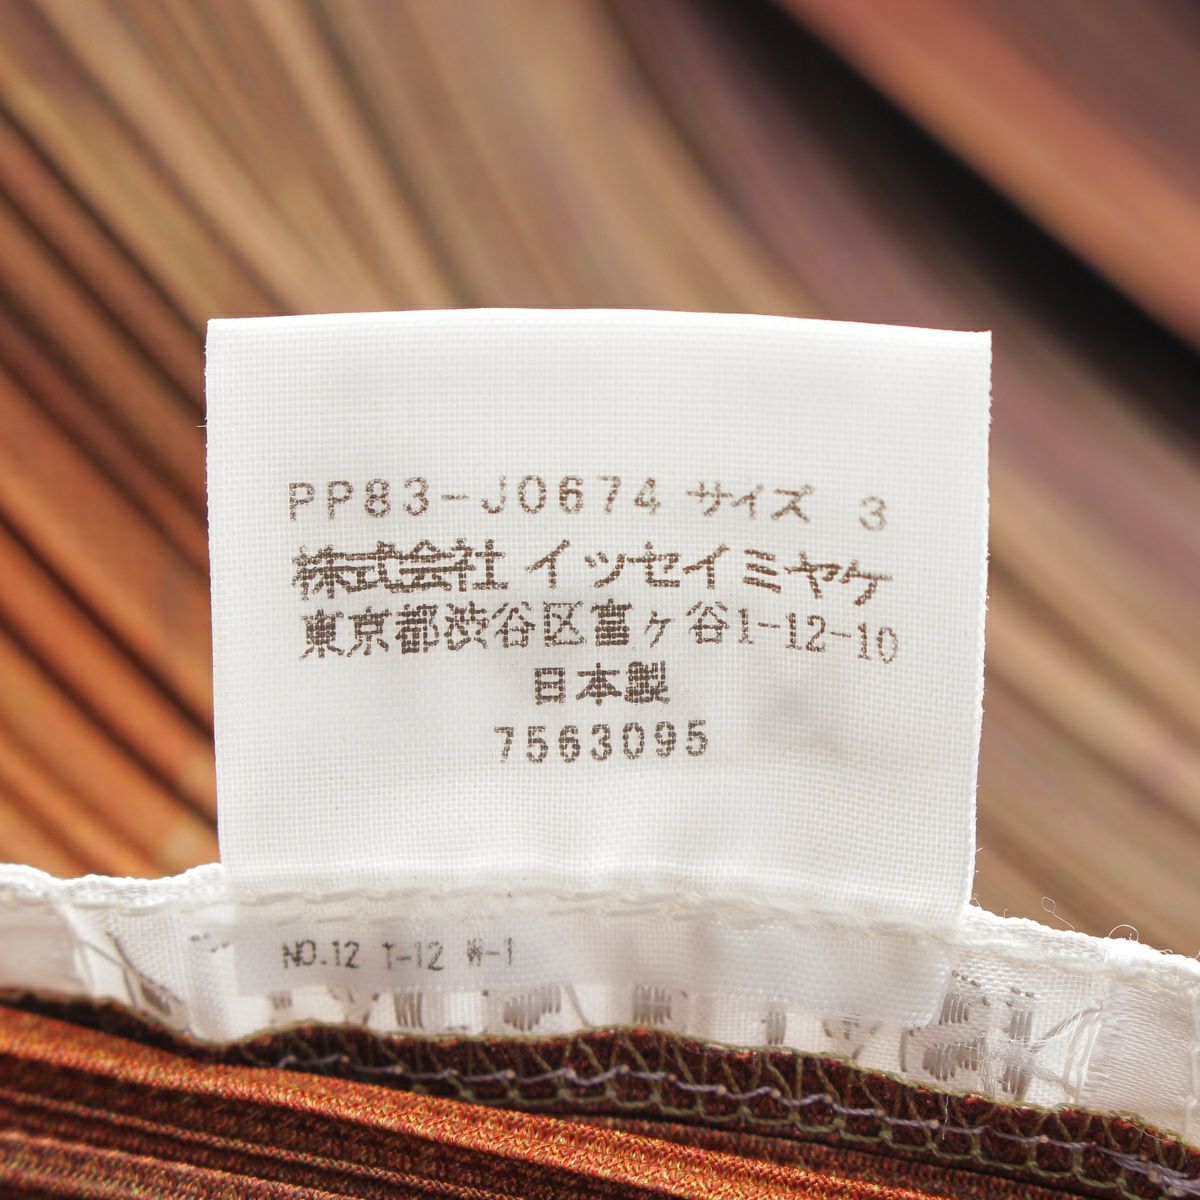 PP83-J0674 サイズ 3
株式会社 イッセイミヤケ
東京都渋谷区富ヶ谷1-12-10
日本製
7563095
NO.12 T-12 W-1